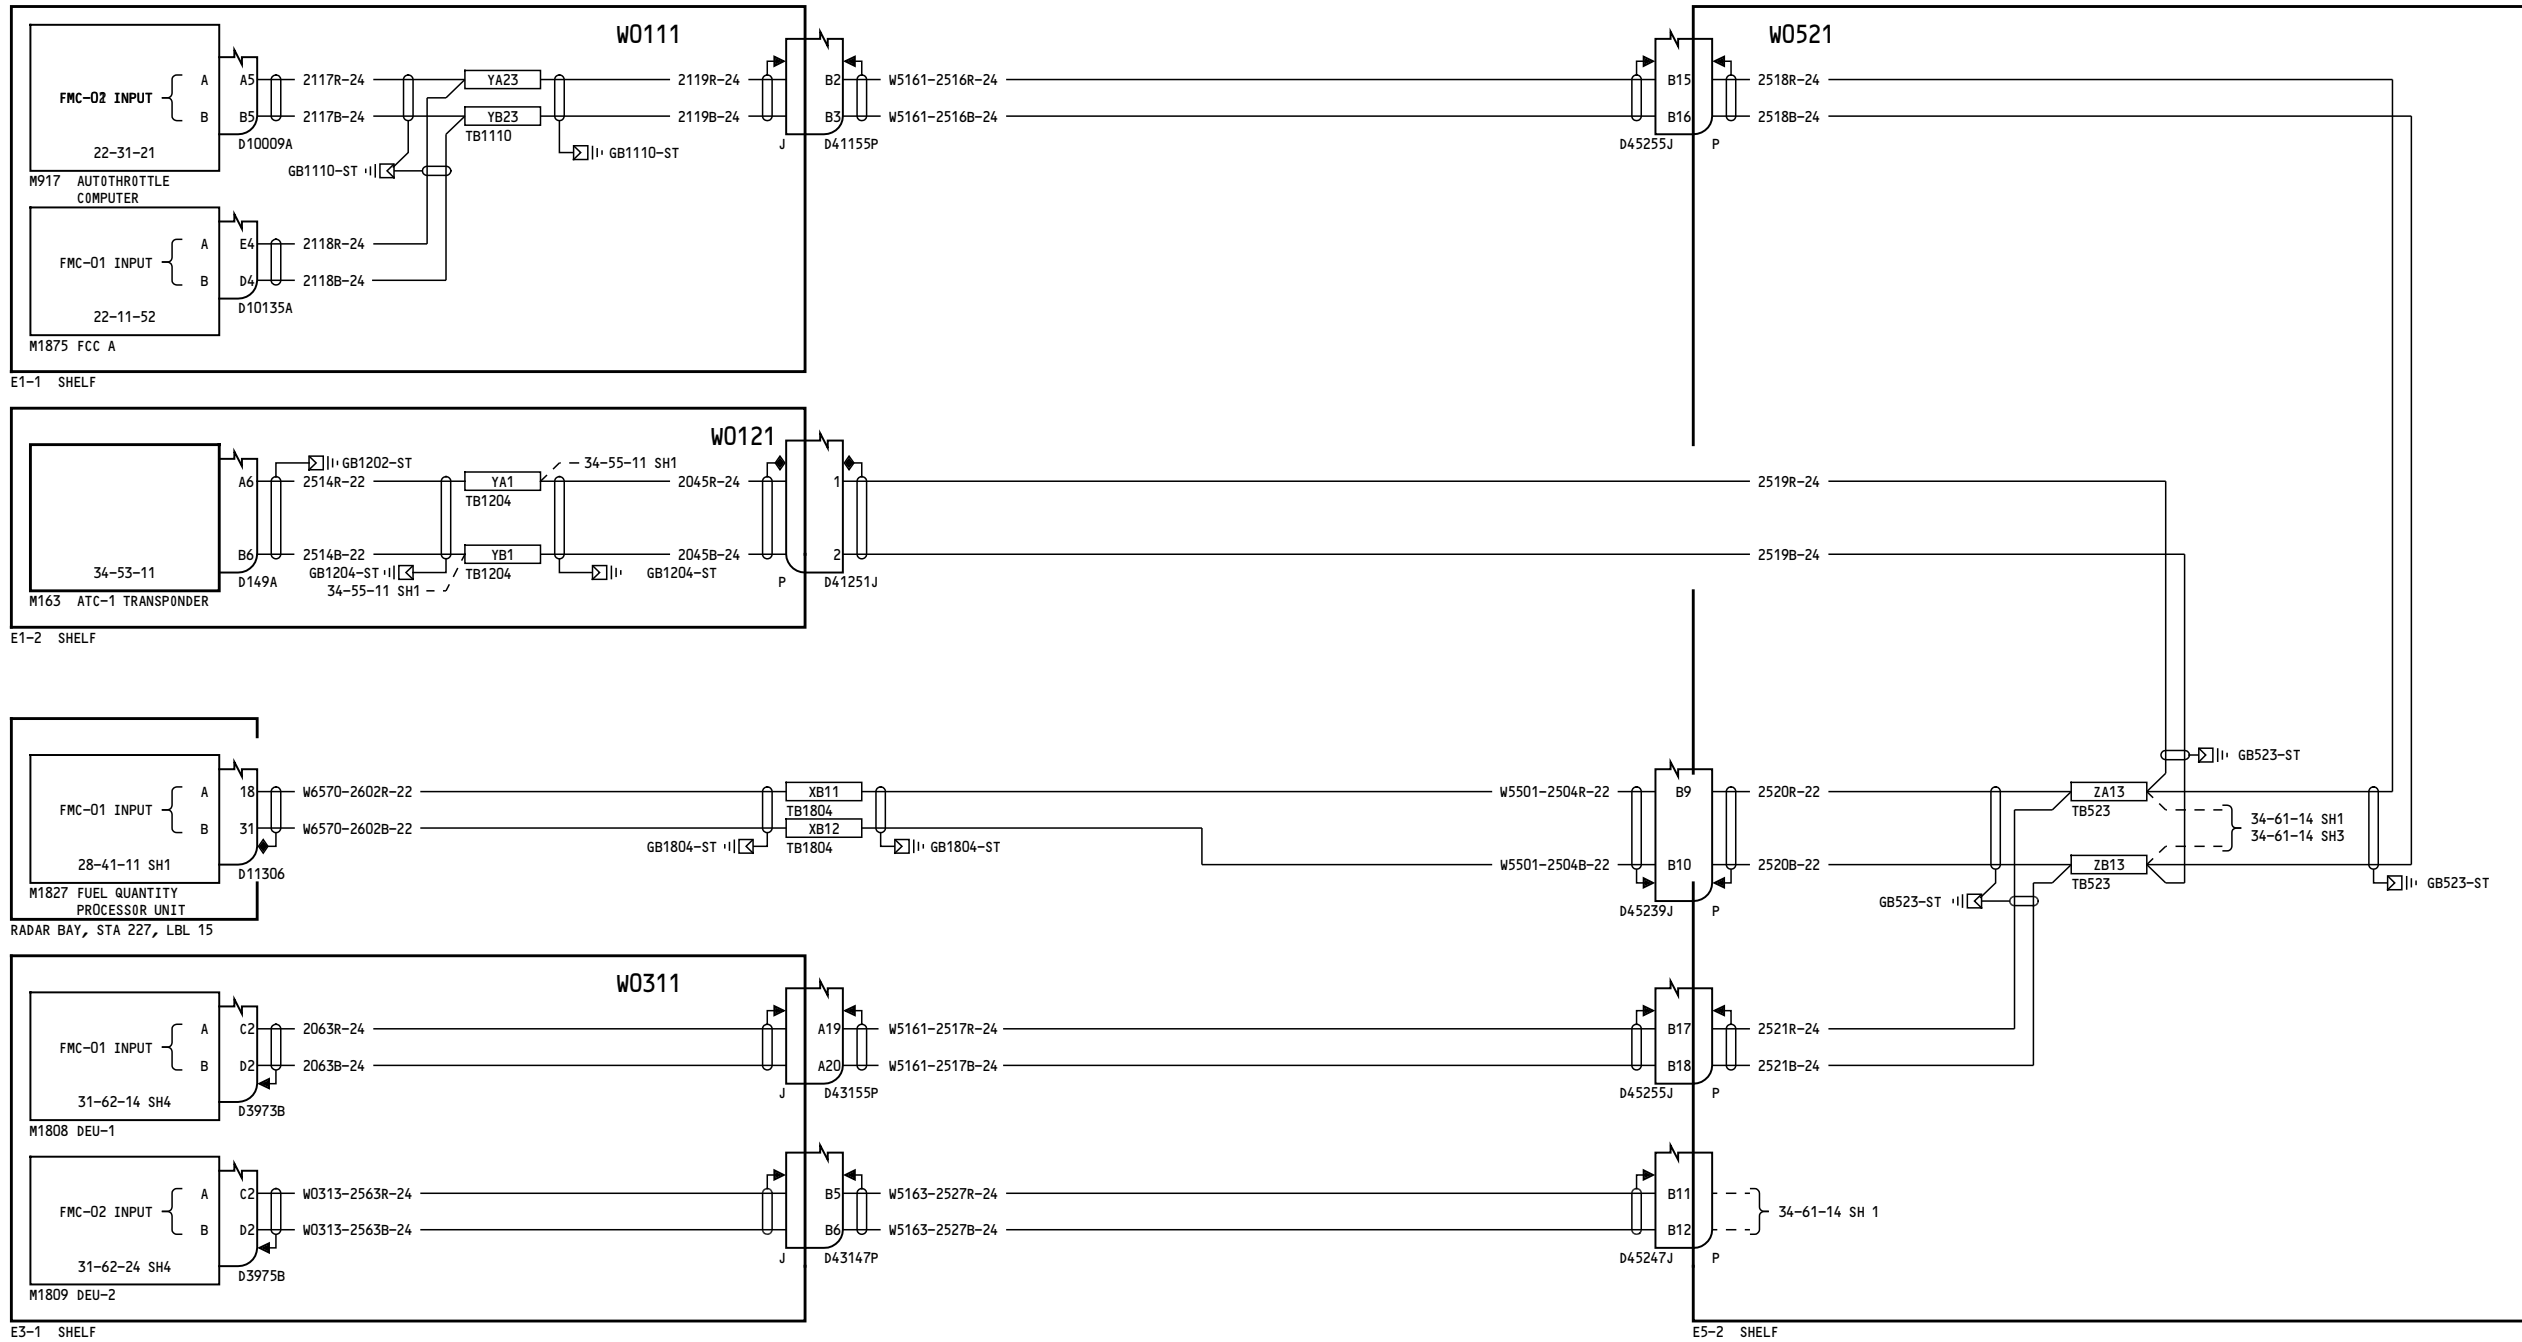 W0111
W0521
A A5 2117R-24 YA23 2119R-24 B2 W5161-2516R-24 B15 2518R-24
FMC-02 INPUT
B B5 2117B-24 YB23 2119B-24 B3 W5161-2516B-24 B16 2518B-24
TB1110
D10009A J D41155P D45255J P
22-31-21 GB1110-ST
GB1110-ST
M917 AUTOTHROTTLE
COMPUTER
A E4 2118R-24
FMC-01 INPUT
B D4 2118B-24
D10135A
22-11-52
M1875 FCC A
E1-1 SHELF
W0121
GB1202-ST 34-55-11 SH1
A6 2514R-22 YA1 2045R-24 1 2519R-24
TB1204
B6 2514B-22 YB1 2045B-24 2 2519B-24
34-53-11 GB1204-ST TB1204 GB1204-ST
D149A P D41251J
34-55-11 SH1
M163 ATC-1 TRANSPONDER
E1-2 SHELF
GB523-ST
A 18 W6570-2602R-22 XB11 W5501-2504R-22 B9 2520R-22 ZA13
FMC-01 INPUT TB1804 TB523
34-61-14 SH1
B 31 W6570-2602B-22 XB12
34-61-14 SH3
GB1804-ST TB1804 GB1804-ST
28-41-11 SH1 W5501-2504B-22 B10 2520B-22 ZB13
D11306 TB523 GB523-ST
M1827 FUEL QUANTITY
GB523-ST
PROCESSOR UNIT D45239J P
RADAR BAY, STA 227, LBL 15
W0311
A C2 2063R-24 A19 W5161-2517R-24 B17 2521R-24
FMC-01 INPUT
B D2 2063B-24 A20 W5161-2517B-24 B18 2521B-24
J D43155P D45255J P
31-62-14 SH4
D3973B
M1808 DEU-1
A C2 W0313-2563R-24 B5 W5163-2527R-24 B11
FMC-02 INPUT 34-61-14 SH 1
B D2 W0313-2563B-24 B6 W5163-2527B-24 B12
J D43147P D45247J P
31-62-24 SH4
D3975B
M1809 DEU-2
E3-1 SHELF E5-2 SHELF